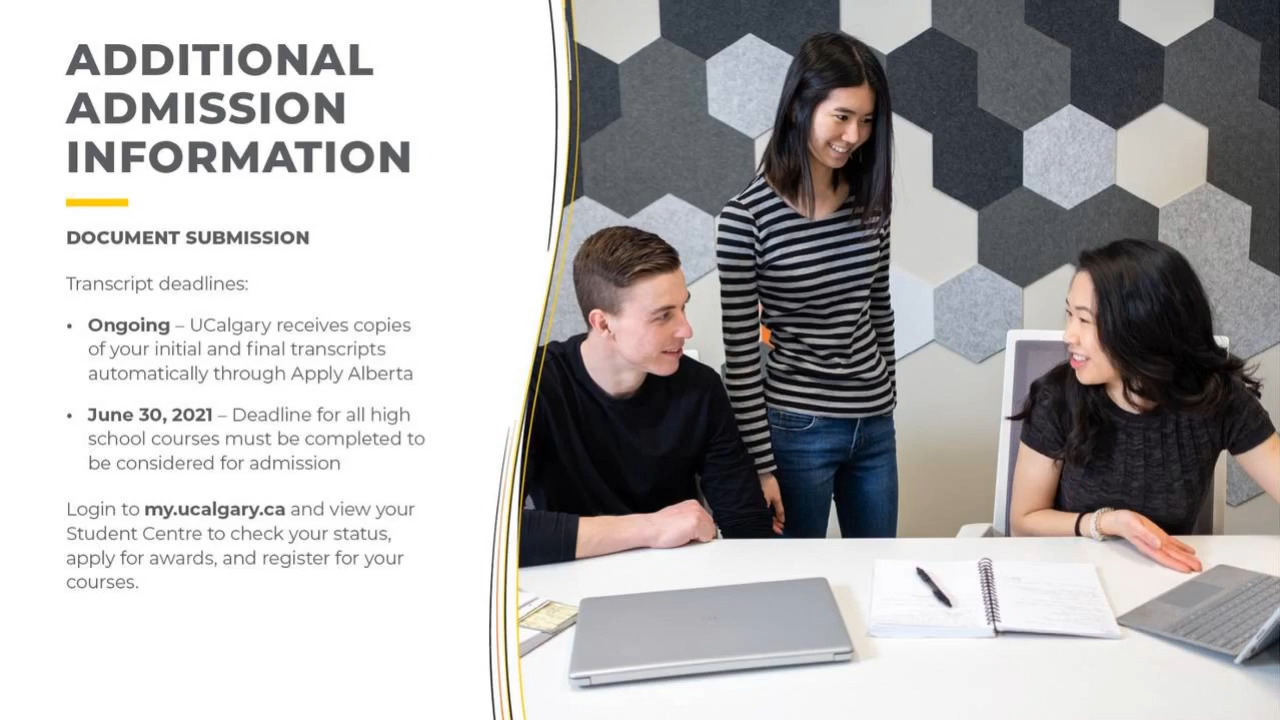 ADDITIONAL
ADMISSION
INFORMATION
DOCUMENT SUBMISSION
Transcript deadlines:
• Ongoing – UCalgary receives copies
of your initial and final transcripts
automatically through Apply Alberta
• June 30, 2021 – Deadline for all high
school courses must be completed to
be considered for admission
Login to my.ucalgary.ca and view your
Student Centre to check your status,
apply for awards, and register for your
courses.